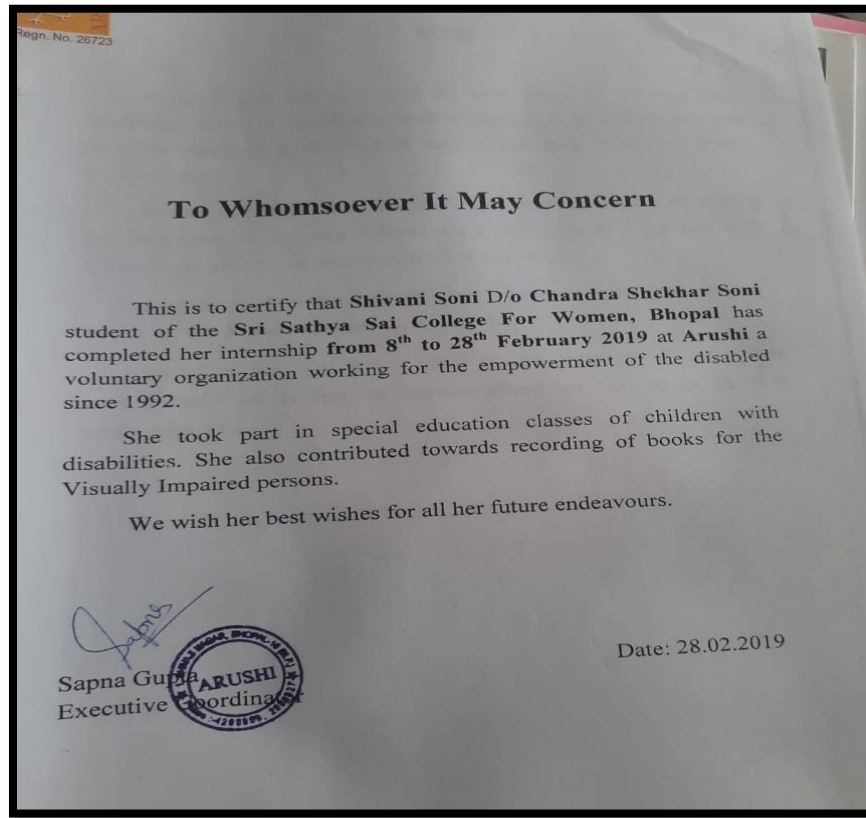 AR
Regn. No. 26723
To Whomsoever It May Concern
This is to certify that Shivani Soni D/o Chandra Shekhar Soni
student of the Sri Sathya Sai College For Women, Bhopal has
completed her internship from 8th to 28th February 2019 at Arushi a
voluntary organization working for the empowerment of the disabled
since 1992.
She took part in special education classes of children with
disabilities. She also contributed towards recording of books for the
Visually Impaired persons.
We wish her best wishes for all her future endeavours.
Sapna
Date: 28.02.2019
Sapna Gupta
ARUSHI
Executive Coordinator